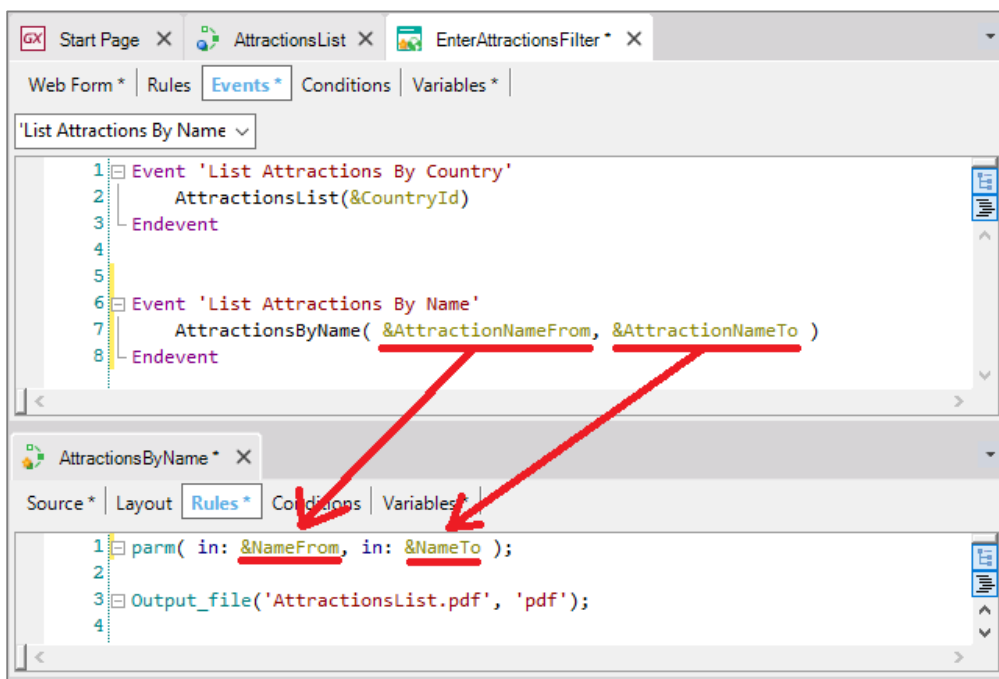 GX Start Page AttractionsList EnterAttractionsFilter *
Web Form * Rules Events * Conditions Variables *
'List Attractions By Name
1 Event 'List Attractions By Country'
2 AttractionsList(&CountryId)
3 Endevent
4
5
6 Event 'List Attractions By Name'
7 AttractionsByName( &AttractionNameFrom, &AttractionNameTo )
8 Endevent
AttractionsByName *
Source * Layout Rules * Conditions Variables *
1 parm( in: &NameFrom, in: &NameTo );
2
3 Output_file('AttractionsList.pdf', 'pdf');
4